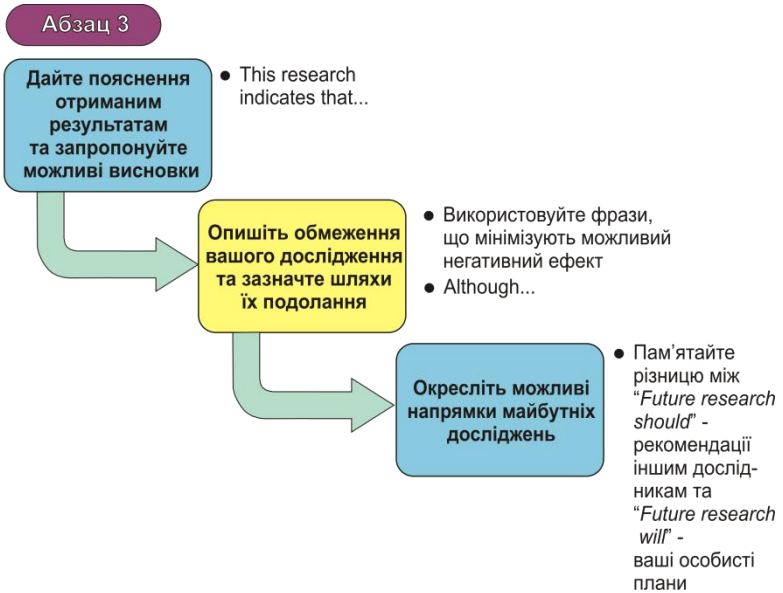 Абзац 3
Дайте пояснення
отриманим
результатам
та запропонуйте
можливі висновки
● This research
indicates that...
Опишіть обмеження
вашого дослідження
та зазначте шляхи
їх подолання
● Використовуйте фрази,
що мінімізують можливий
негативний ефект
● Although...
Окресліть можливі
напрямки майбутніх
досліджень
● Пам’ятайте
різницю між
“Future research
should” -
рекомендації
іншим дослід-
никам та
“Future research
will” -
ваші особисті
плани